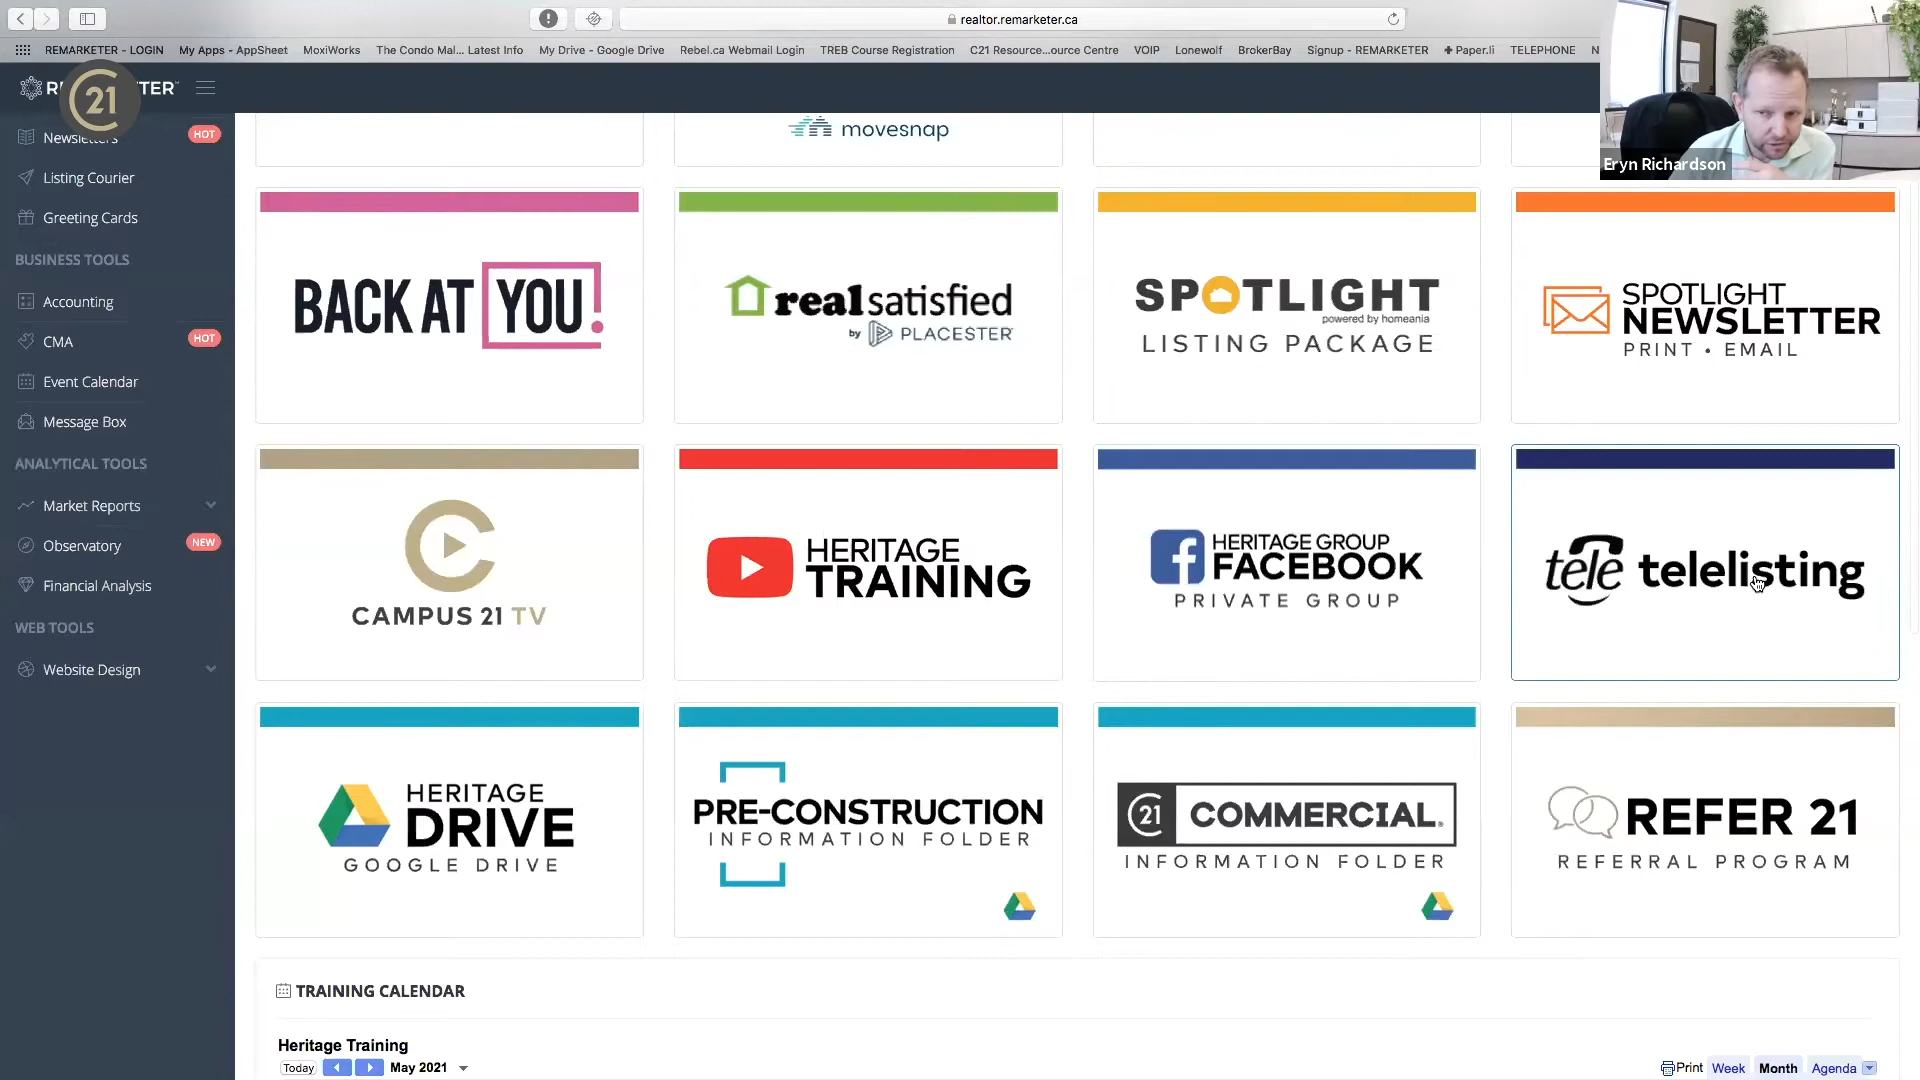 realtor.remarketer.ca
REMARKETER - LOGIN My Apps - AppSheet MoxiWorks The Condo Mal... Latest Info My Drive - Google Drive Rebel.ca Webmail Login TREB Course Registration C21 Resource...ource Centre VOIP Lonewolf BrokerBay Signup - REMARKETER Paper.li TELEPHONE N
RE TER
21
Newsletters HOT
Listing Courier
Greeting Cards
BUSINESS TOOLS
Accounting
CMA HOT
Event Calendar
Message Box
ANALYTICAL TOOLS
Market Reports
Observatory NEW
Financial Analysis
WEB TOOLS
Website Design
Eryn Richardson
movesnap
BACK AT YOU!
realsatisfied
by PLACESTER
SPOTLIGHT
powered by homeania
LISTING PACKAGE
SPOTLIGHT
NEWSLETTER
PRINT • EMAIL
CAMPUS 21 TV
HERITAGE
TRAINING
HERITAGE GROUP
FACEBOOK
PRIVATE GROUP
tele telelisting
HERITAGE
DRIVE
GOOGLE DRIVE
PRE-CONSTRUCTION
INFORMATION FOLDER
C21 COMMERCIAL.
INFORMATION FOLDER
REFER 21
REFERRAL PROGRAM
TRAINING CALENDAR
Heritage Training
Today May 2021 Print Week Month Agenda